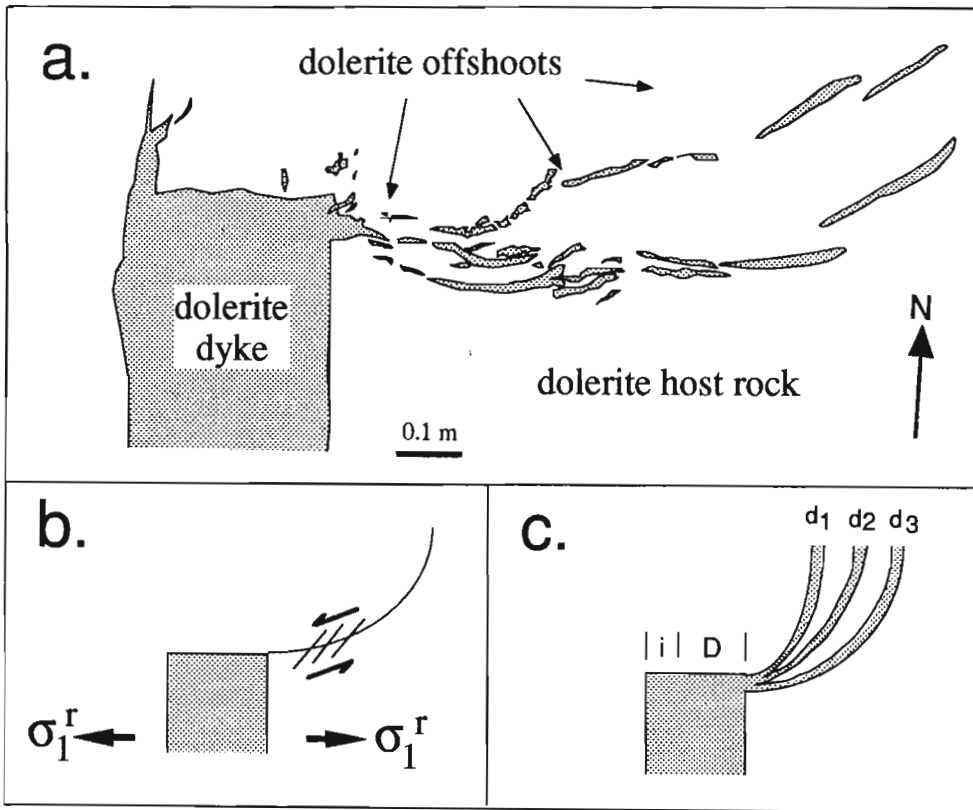 a.
dolerite offshoots
dolerite
dyke
N
dolerite host rock
0.1 m
b.
σ₁ʳ
σ₁ʳ
c.
d₁ d₂ d₃
i D